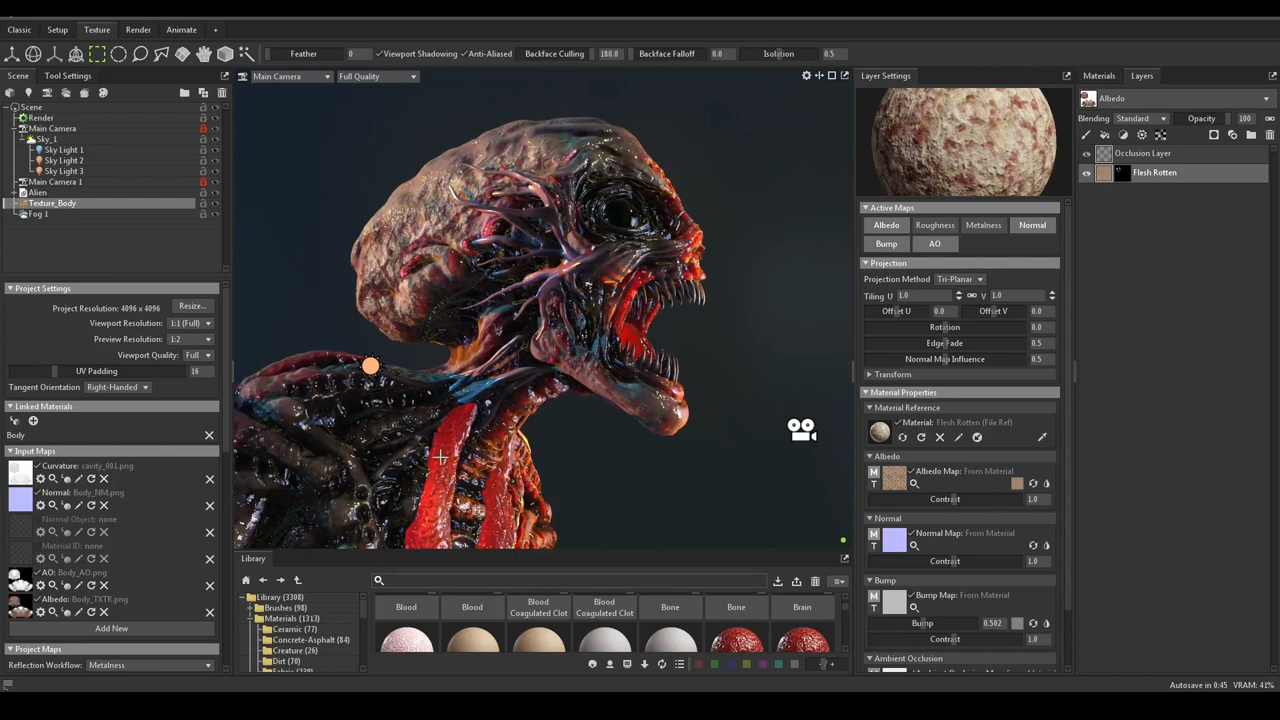 Classic Setup Texture Render Animate +
Feather 0 Viewport Shadowing Anti-Aliased Backface Culling 180.0 Backface Falloff 0.0 Isolation 0.5
Scene Tool Settings
Main Camera Full Quality
Layer Settings
Materials Layers
Scene
Render
Main Camera
Sky_1
Sky Light 1
Sky Light 2
Sky Light 3
Main Camera 1
Alien
Texture_Body
Fog 1
Project Settings
Project Resolution: 4096 x 4096 Resize...
Viewport Resolution: 1:1 (Full)
Preview Resolution: 1:2
Viewport Quality: Full
UV Padding 16
Tangent Orientation Right-Handed
Linked Materials
Body
Input Maps
Curvature: cavity_001.png
Normal: Body_NM.png
Normal Object: none
Material ID: none
AO: Body_AO.png
Albedo: Body_TXTR.png
Add New
Project Maps
Reflection Workflow: Metalness
Library
Library (3308)
Brushes (98)
Materials (1313)
Ceramic (77)
Concrete-Asphalt (84)
Creature (26)
Dirt (70)
Blood Blood Blood Coagulated Clot Blood Coagulated Clot Bone Bone Brain
Active Maps
Albedo Roughness Metalness Normal
Bump AO
Projection
Projection Method Tri-Planar
Tiling U 1.0 V 1.0
Offset U 0.0 Offset V 0.0
Rotation 0.0
Edge Fade 0.5
Normal Map Influence 0.5
Transform
Material Properties
Material Reference
Material: Flesh Rotten (File Ref)
Albedo
M Albedo Map: From Material
T
Contrast 1.0
Normal
M Normal Map: From Material
T
Contrast 1.0
Bump
M Bump Map: From Material
T
Bump 0.502
Contrast 1.0
Ambient Occlusion
Albedo
Blending Standard Opacity 100
Occlusion Layer
Flesh Rotten
Autosave in 0:45 VRAM: 41%